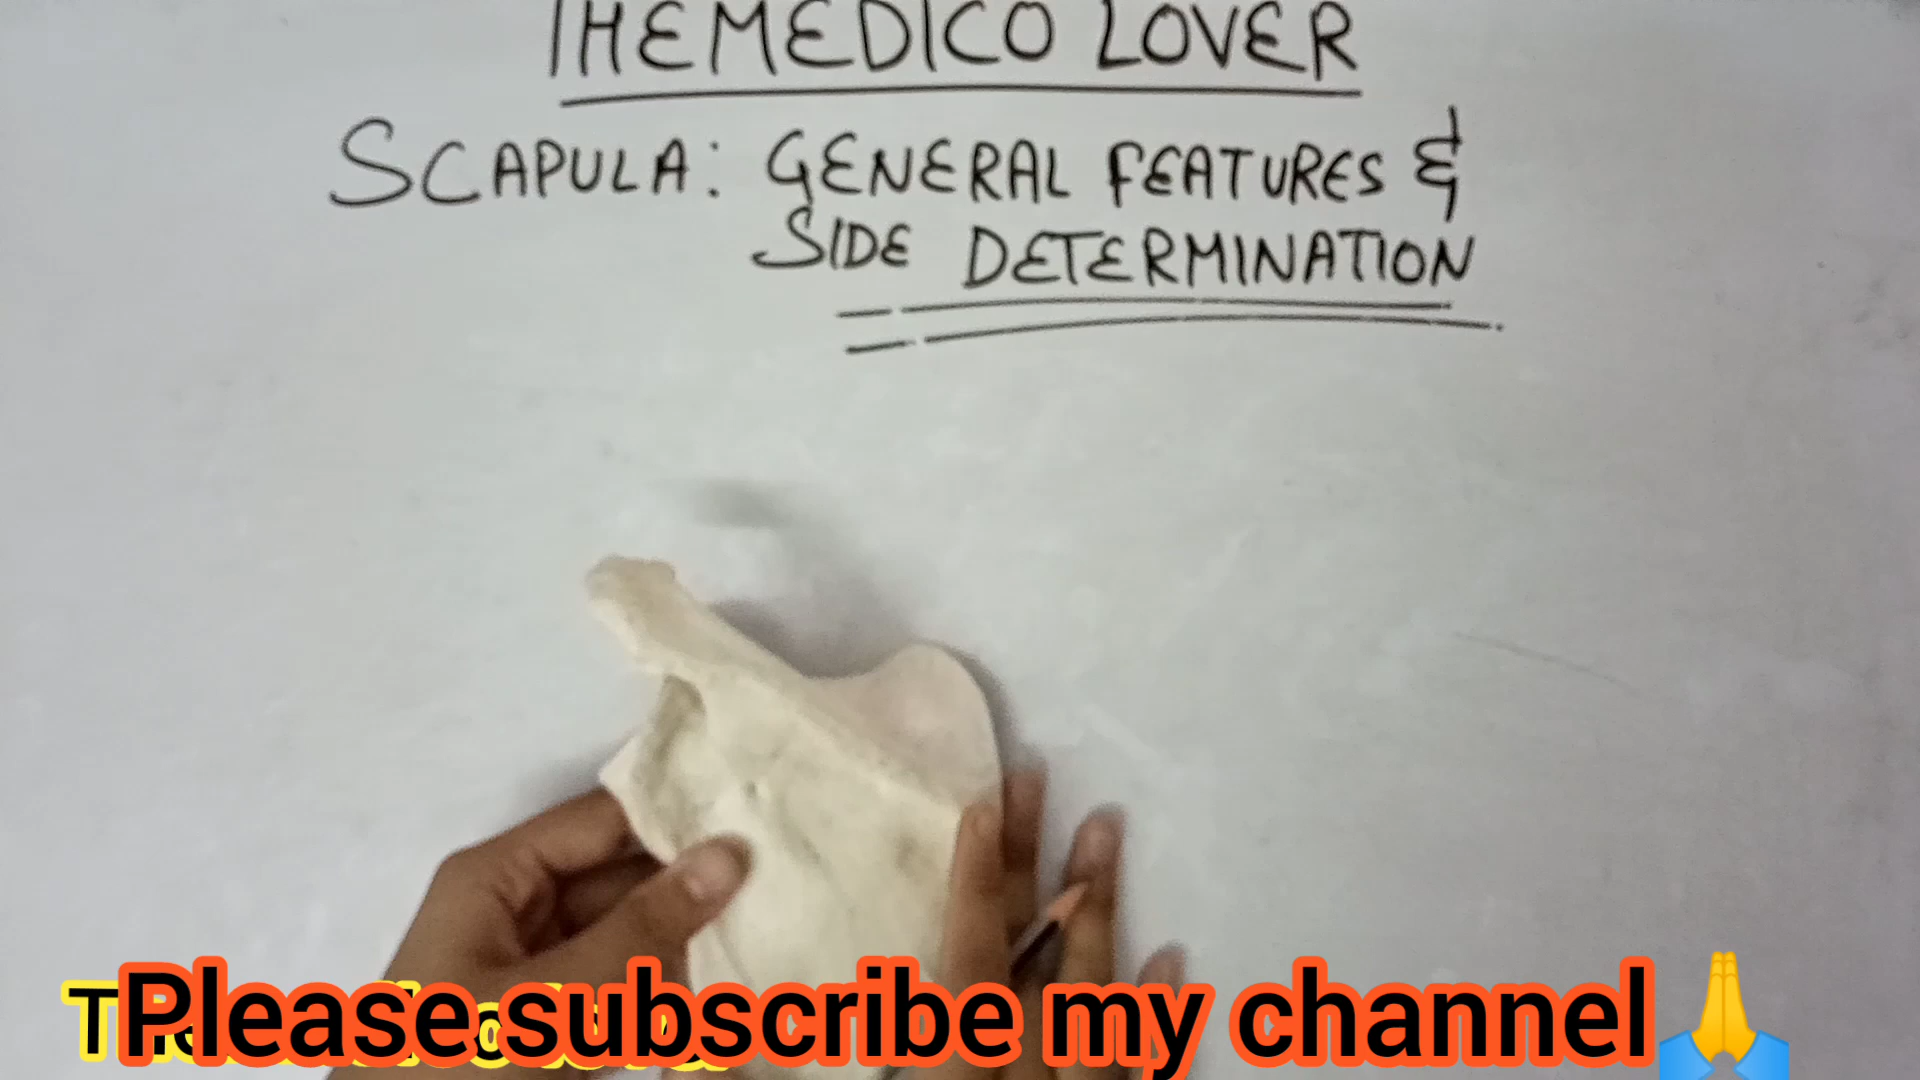 THEMEDICO LOVER
SCAPULA: GENERAL FEATURES &
SIDE DETERMINATION
Please subscribe my channel🙏